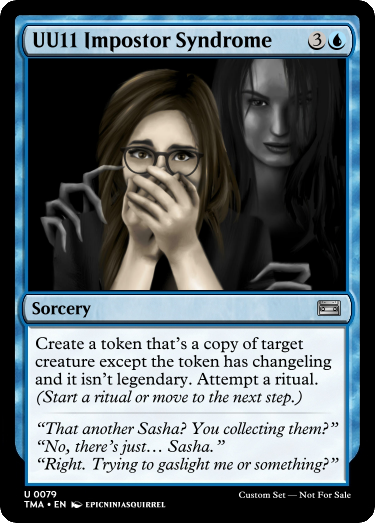 UU11 Impostor Syndrome 3
Sorcery
Create a token that's a copy of target
creature except the token has changeling
and it isn't legendary. Attempt a ritual.
(Start a ritual or move to the next step.)
“That another Sasha? You collecting them?”
“No, there's just… Sasha.”
“Right. Trying to gaslight me or something?”
U 0079
TMA • EN EPICNINJASQUIRREL
Custom Set — Not For Sale